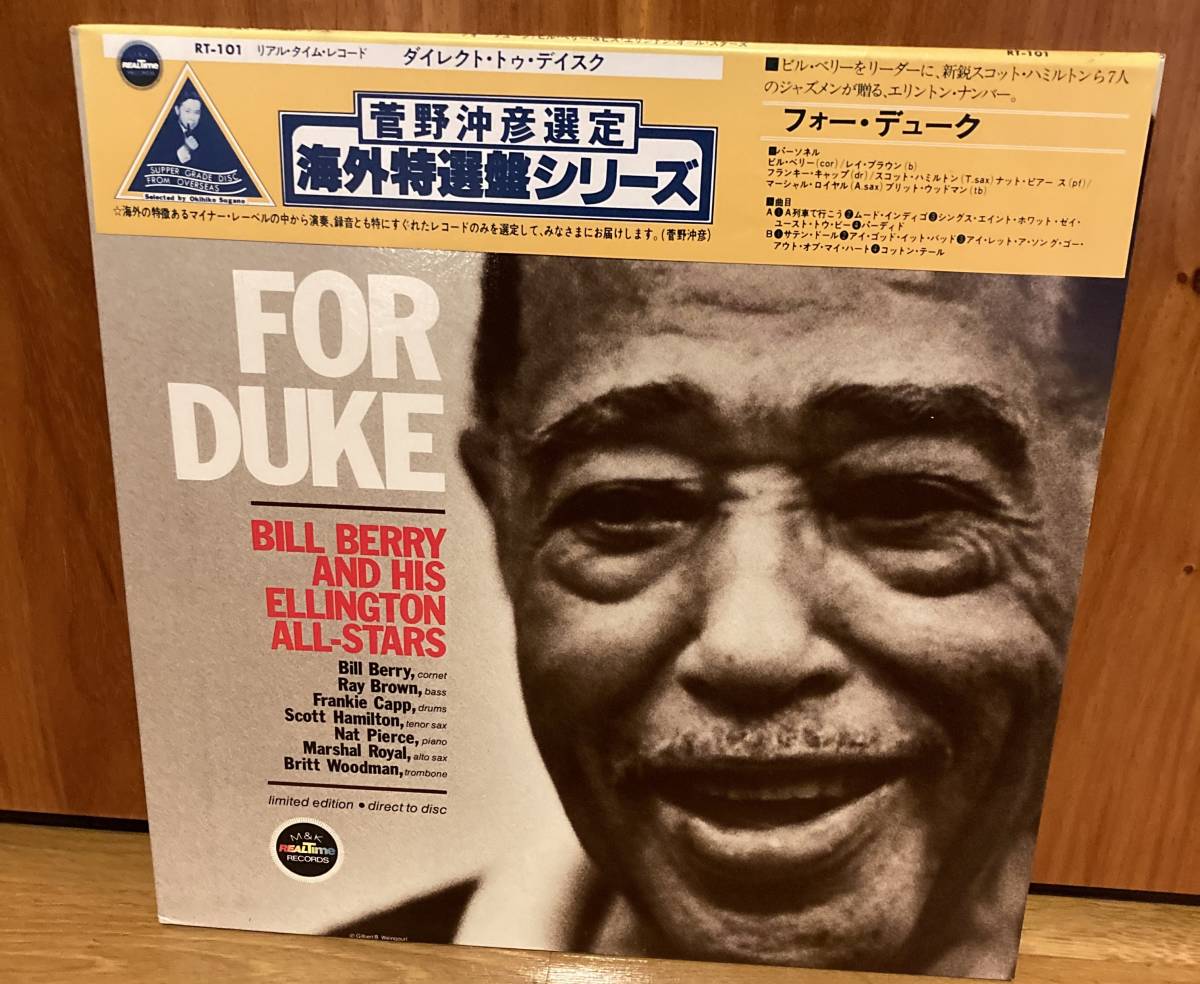 M&K
REALTime
RECORDS
RT-101 リアル・タイム・レコード ダイレクト・トゥ・デイスク
RT-101
菅野沖彦選定
海外特選盤シリーズ
SUPPER GRADE DISC
FROM OVERSEAS
Selected by Okihiko Sugano
☆海外の特徴あるマイナー・レーベルの中から演奏、録音とも特にすぐれたレコードのみを選定して、みなさまにお届けします。(菅野沖彦)
■ビル・ベリーをリーダーに、新鋭スコット・ハミルトンら7人
のジャズメンが贈る、エリントン・ナンバー。
フォー・デューク
■パーソネル
ビル・ベリー(cor)/レイ・ブラウン(b)
フランキー・キャップ(dr)/スコット・ハミルトン(T.sax)ナット・ピアース(pf)/
マーシャル・ロイヤル(A.sax)ブリット・ウッドマン(tb)
■曲目
A❶A列車で行こう❷ムード・インディゴ❸シングス・エイント・ホワット・ゼイ・
ユースト・トゥ・ビー❹パーディド
B❶サテン・ドール❷アイ・ゴッド・イット・バッド❸アイ・レット・ア・ソング・ゴー・
アウト・オブ・マイ・ハート❹コットン・テール
FOR
DUKE
BILL BERRY
AND HIS
ELLINGTON
ALL-STARS
Bill Berry, cornet
Ray Brown, bass
Frankie Capp, drums
Scott Hamilton, tenor sax
Nat Pierce, piano
Marshal Royal, alto sax
Britt Woodman, trombone
limited edition • direct to disc
M&K
REALTime
RECORDS
© Gilbert B. Weingourt